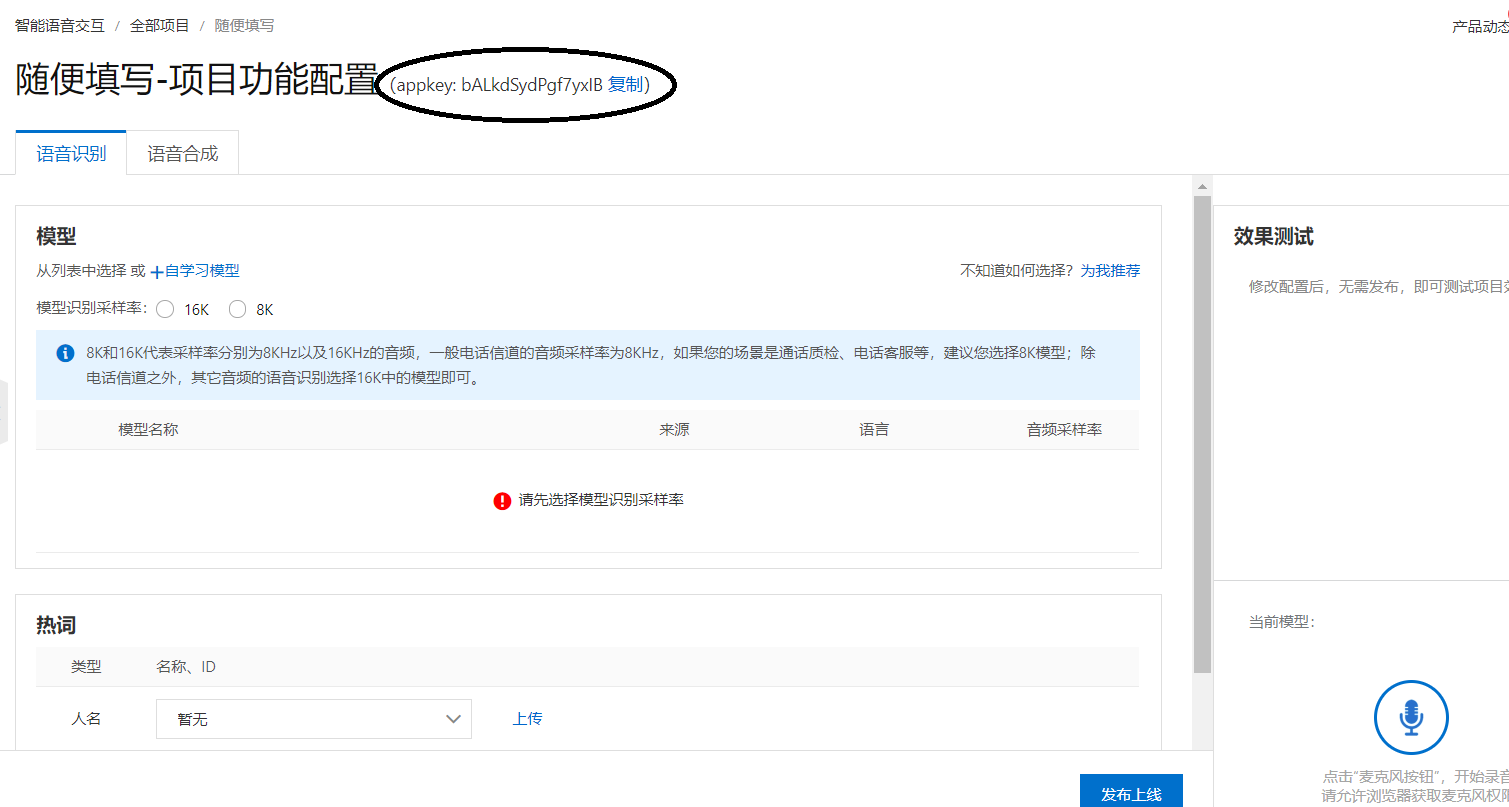 智能语音交互 / 全部项目 / 随便填写
产品动态
随便填写-项目功能配置 (appkey: bALkdSydPgf7yxIB 复制)
语音识别 语音合成
模型
从列表中选择 或 +自学习模型
不知道如何选择? 为我推荐
模型识别采样率: 16K 8K
8K和16K代表采样率分别为8KHz以及16KHz的音频，一般电话信道的音频采样率为8KHz，如果您的场景是通话质检、电话客服等，建议您选择8K模型；除
电话信道之外，其它音频的语音识别选择16K中的模型即可。
模型名称 来源 语言 音频采样率
请先选择模型识别采样率
热词
类型 名称、ID
人名 暂无 上传
发布上线
效果测试
修改配置后，无需发布，即可测试项目
当前模型:
点击“麦克风按钮”，开始录音
请允许浏览器获取麦克风权限